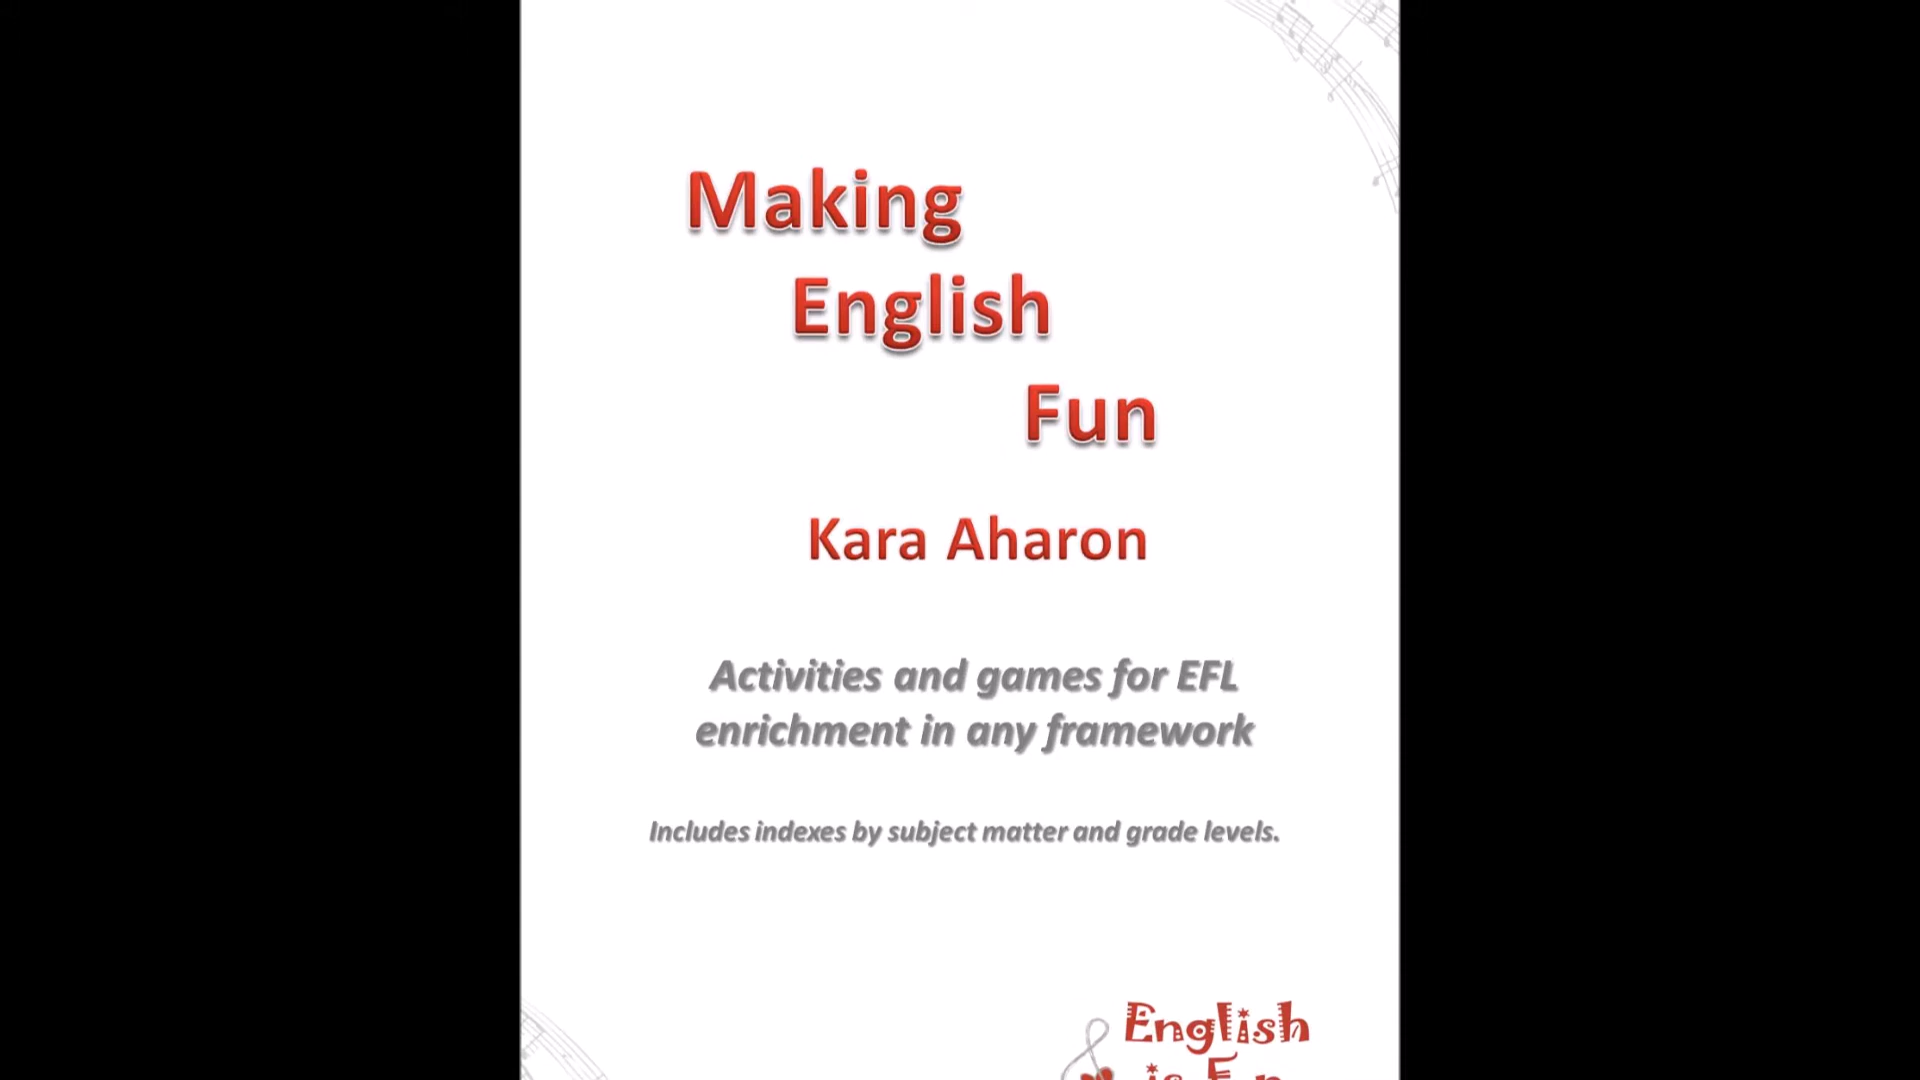 Making
English
Fun
Kara Aharon
Activities and games for EFL
enrichment in any framework
Includes indexes by subject matter and grade levels.
English
is